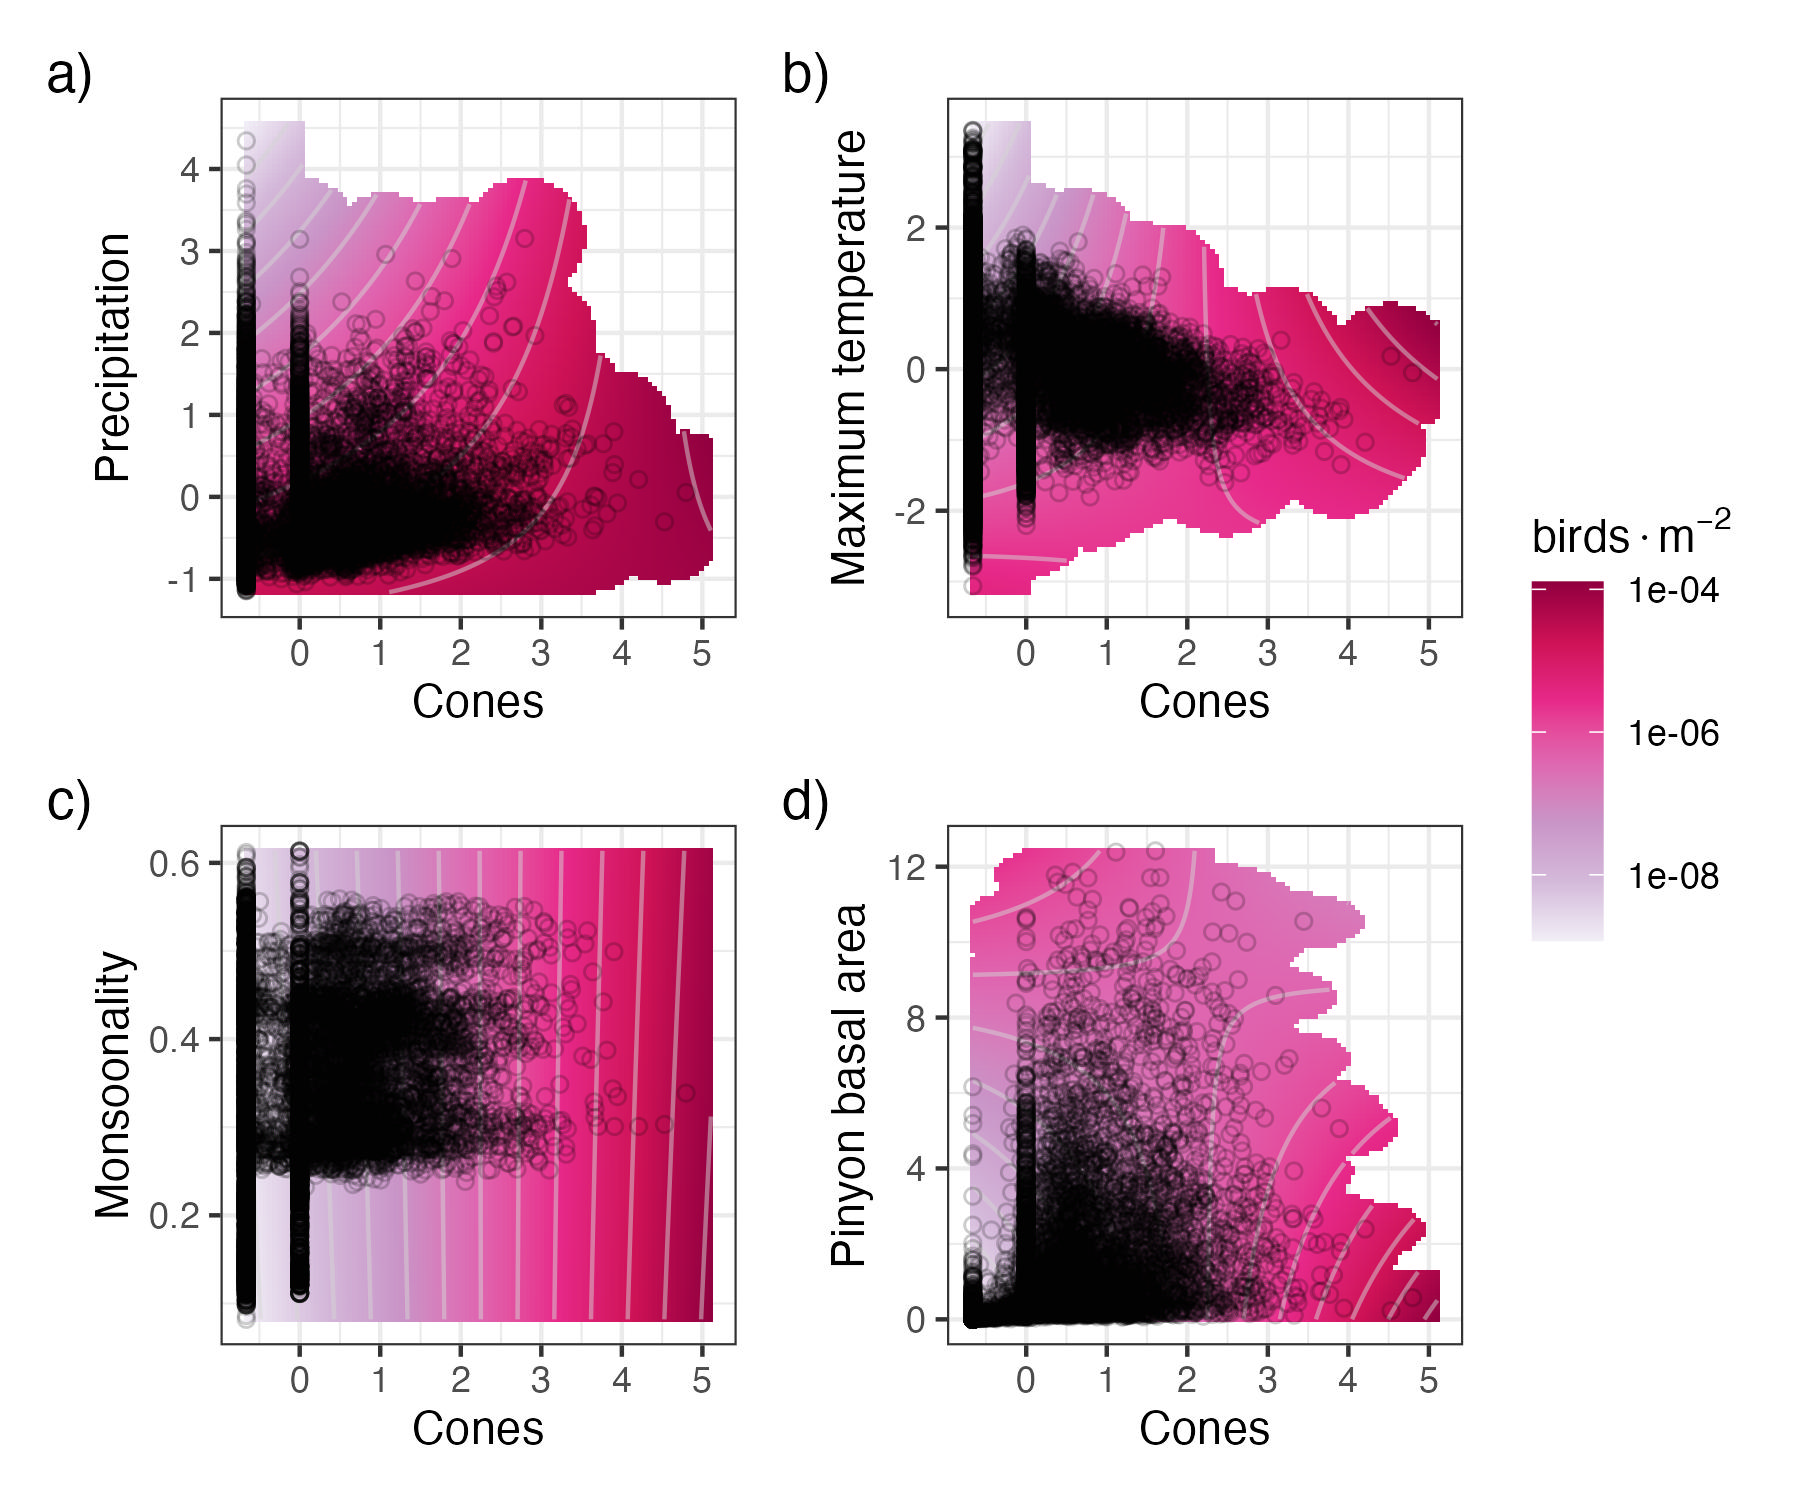 a)
b)
Precipitation
4
3
2
1
0
-1
0 1 2 3 4 5
Cones
Maximum temperature
2
0
-2
0 1 2 3 4 5
Cones
birds · m⁻²
1e-04
1e-06
1e-08
c)
d)
Monsoonality
0.6
0.4
0.2
0 1 2 3 4 5
Cones
Pinyon basal area
12
8
4
0
0 1 2 3 4 5
Cones